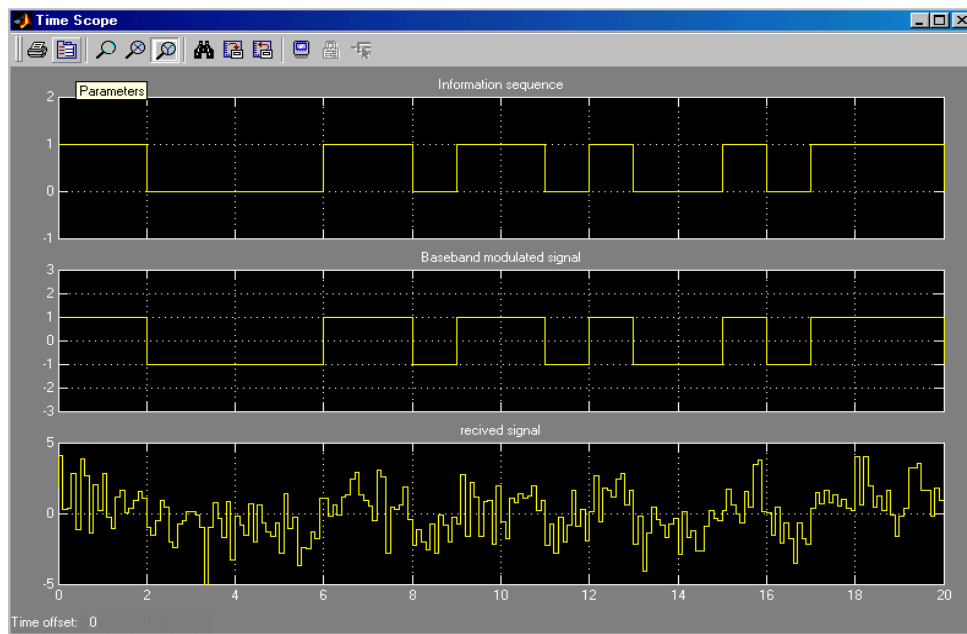 Time Scope
Parameters
Information sequence
2
1
0
-1
Baseband modulated signal
3
2
1
0
-1
-2
-3
recived signal
5
0
-5
0 2 4 6 8 10 12 14 16 18 20
Time offset: 0